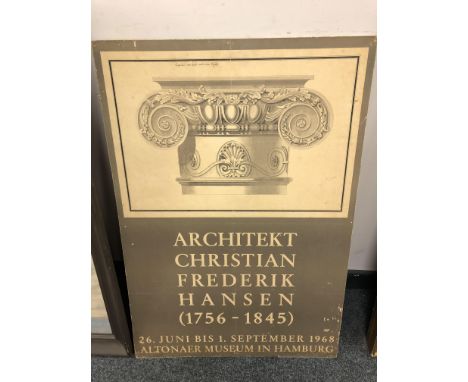 ARCHITEKT
CHRISTIAN
FREDERIK
HANSEN
(1756 - 1845)
26. JUNI BIS 1. SEPTEMBER 1968
ALTONAER MUSEUM IN HAMBURG